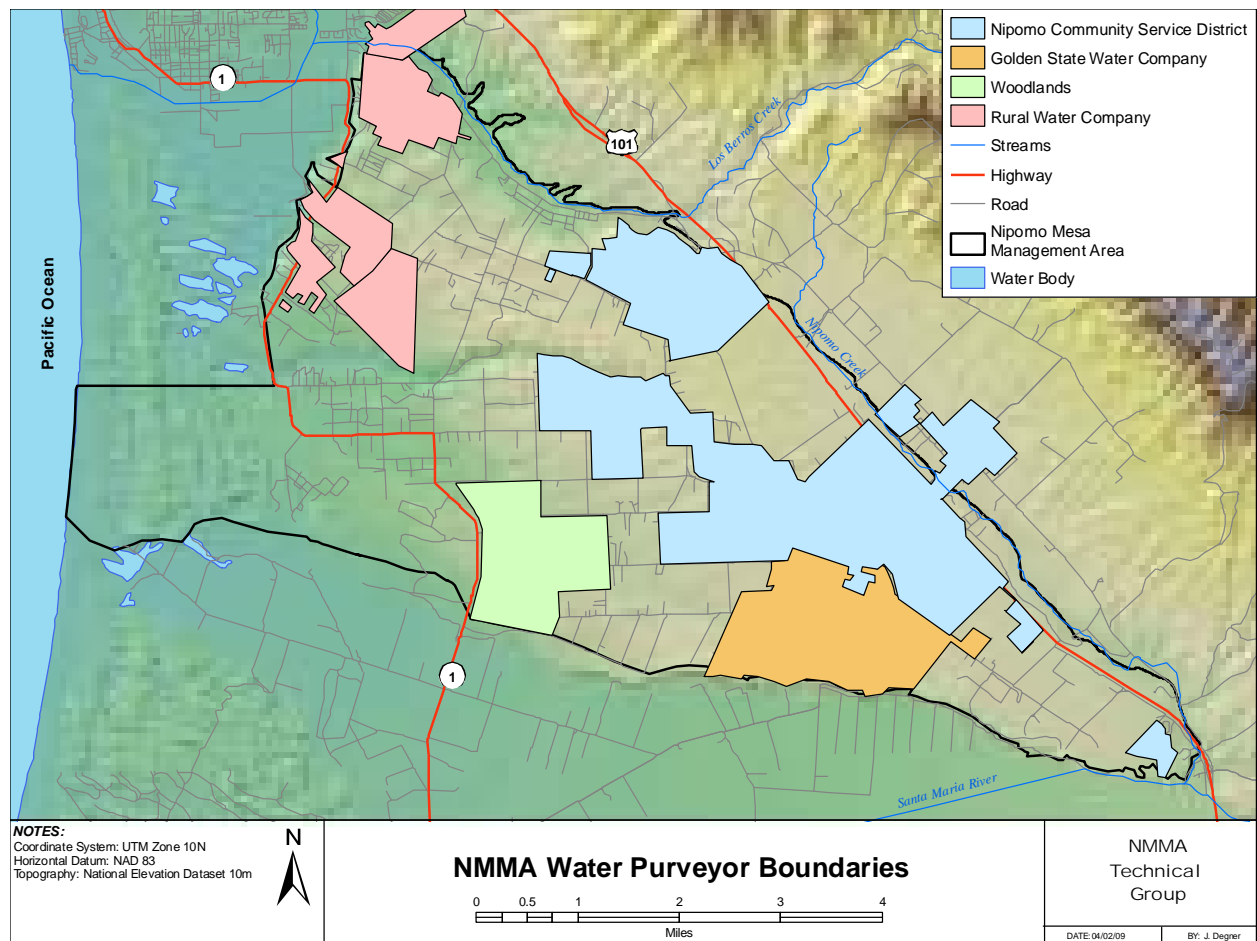 Nipomo Community Service District
Golden State Water Company
Woodlands
Rural Water Company
Streams
Highway
Road
Nipomo Mesa
Management Area
Water Body
1
101
Los Berros Creek
Pacific Ocean
Nipomo Creek
1
Santa Maria River
NOTES:
Coordinate System: UTM Zone 10N
Horizontal Datum: NAD 83
Topography: National Elevation Dataset 10m
N
NMMA Water Purveyor Boundaries
0 0.5 1 2 3 4
Miles
NMMA
Technical
Group
DATE:04/02/09
BY: J. Degner